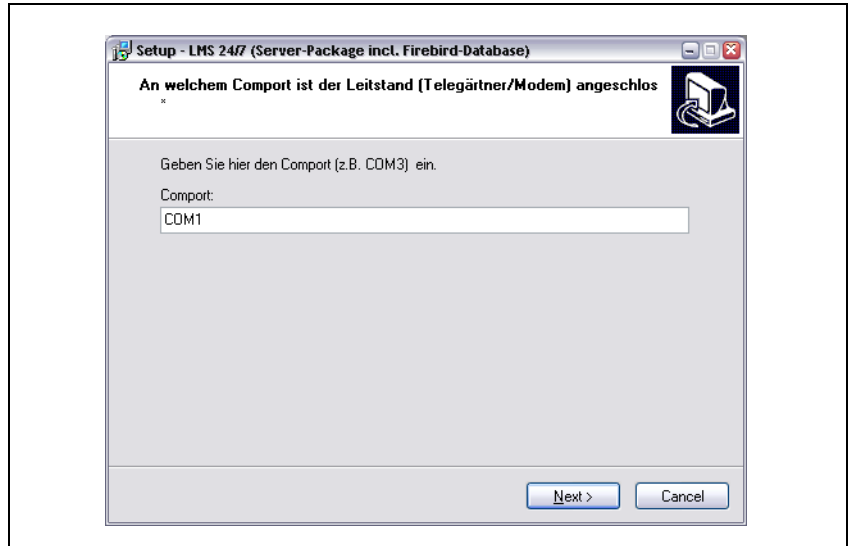 Setup - LMS 24/7 (Server-Package incl. Firebird-Database)
An welchem Comport ist der Leitstand (Telegärtner/Modem) angeschlos
Geben Sie hier den Comport (z.B. COM3) ein.
Comport:
COM1
Next >
Cancel